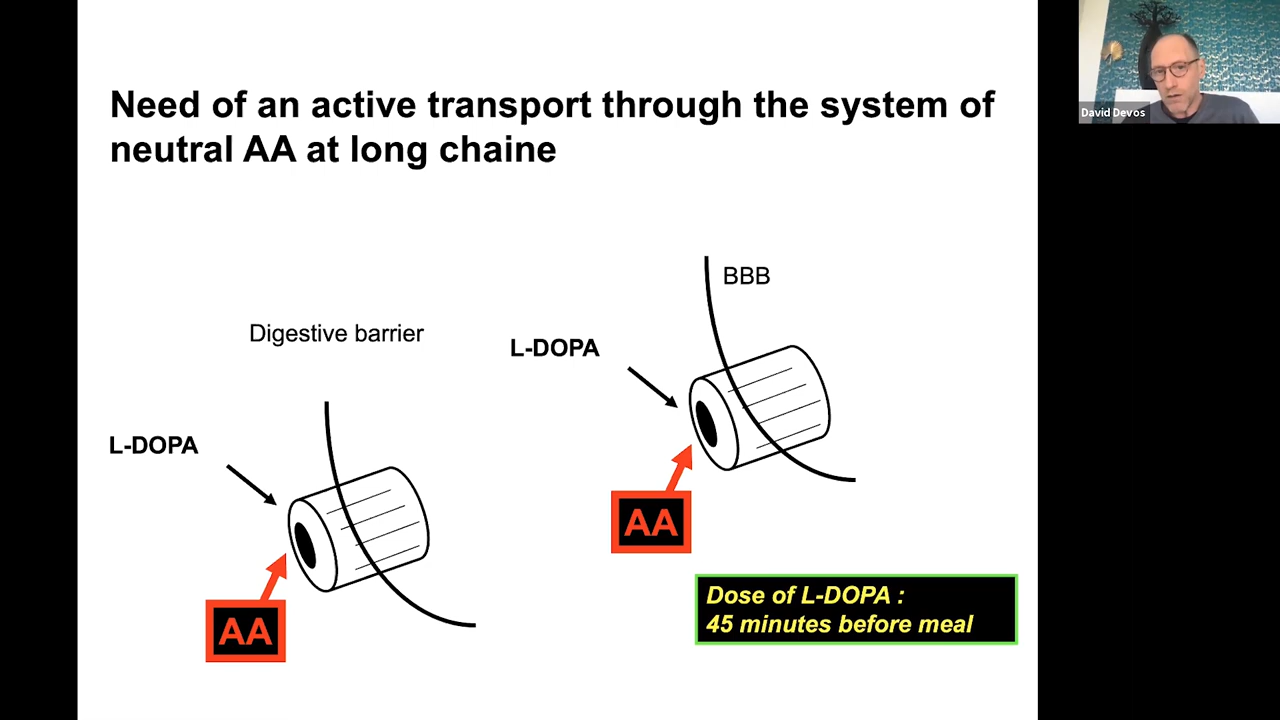 Need of an active transport through the system of
neutral AA at long chaine
BBB
Digestive barrier
L-DOPA
L-DOPA
AA
AA
Dose of L-DOPA :
45 minutes before meal
David Devos